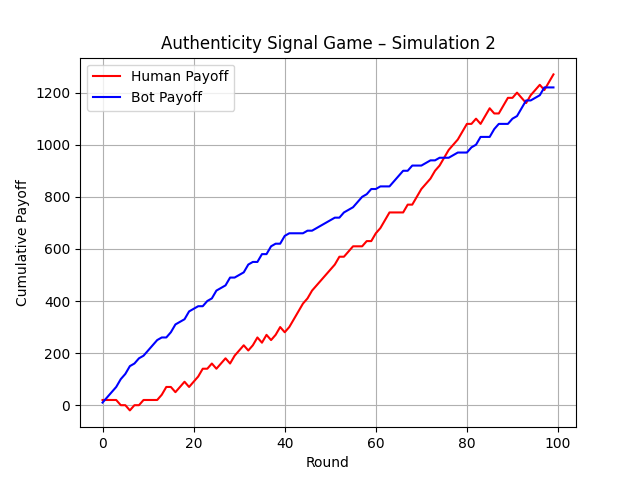 Authenticity Signal Game – Simulation 2
Human Payoff
Bot Payoff
Cumulative Payoff
1200
1000
800
600
400
200
0
0 20 40 60 80 100
Round